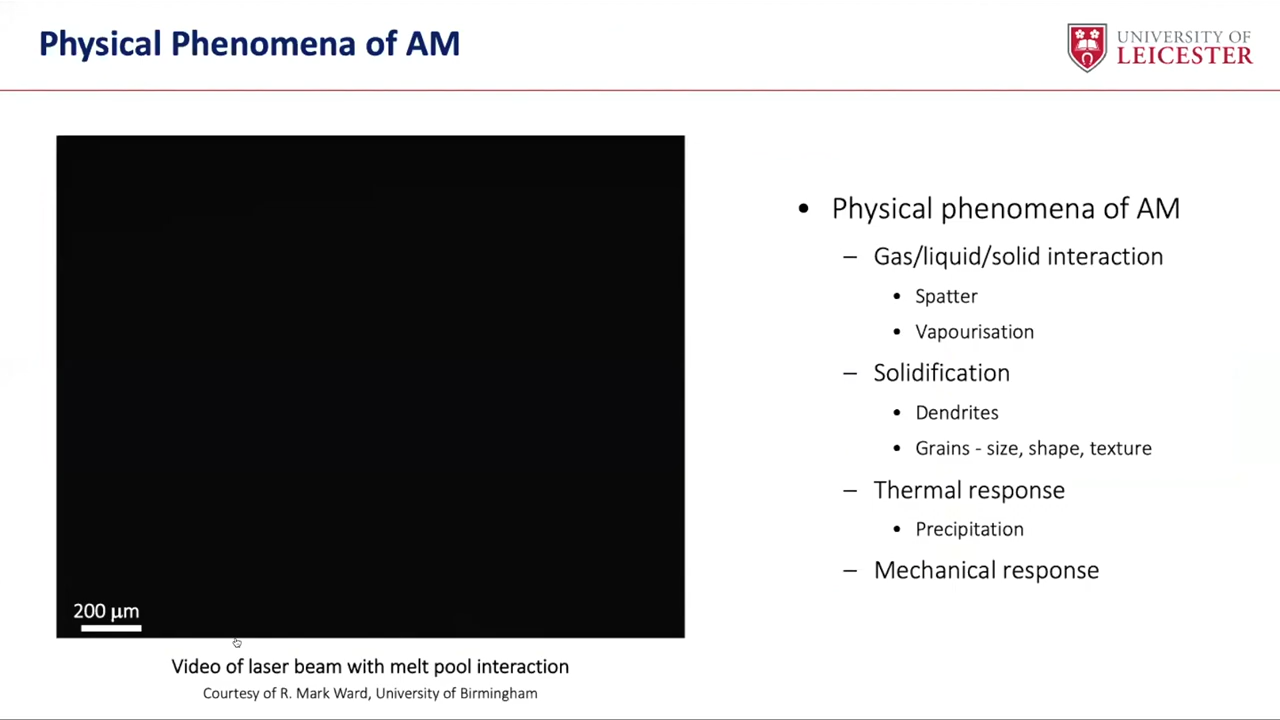 Physical Phenomena of AM
UNIVERSITY OF
LEICESTER
200 μm
Video of laser beam with melt pool interaction
Courtesy of R. Mark Ward, University of Birmingham
• Physical phenomena of AM
– Gas/liquid/solid interaction
• Spatter
• Vapourisation
– Solidification
• Dendrites
• Grains - size, shape, texture
– Thermal response
• Precipitation
– Mechanical response